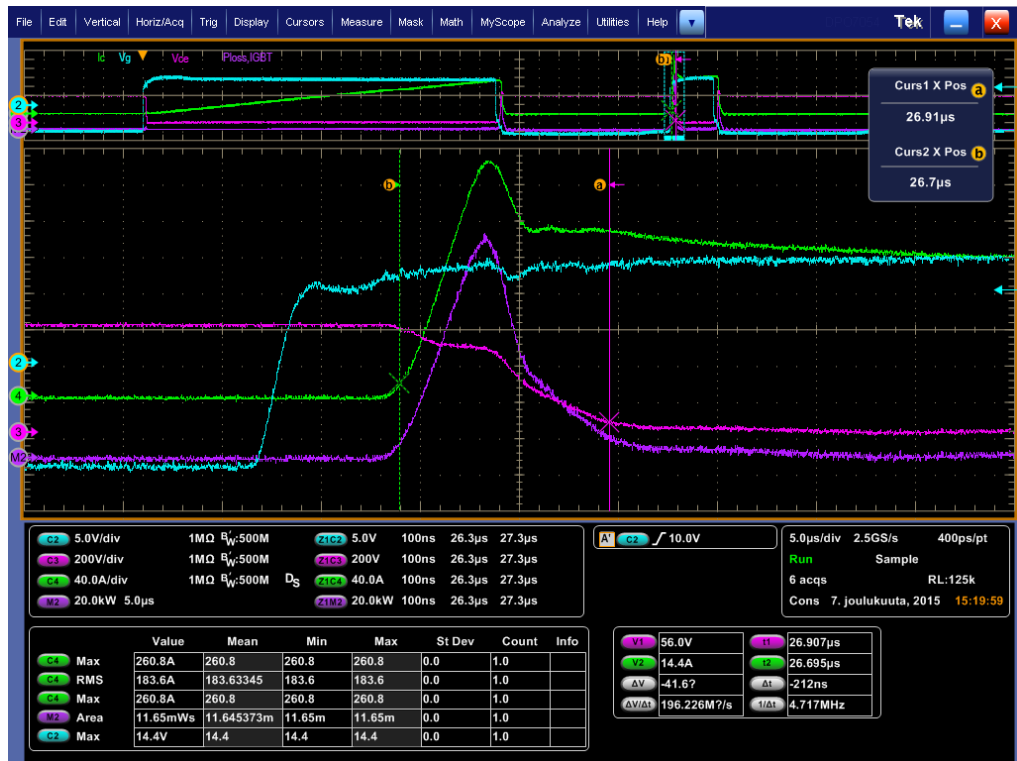 File Edit Vertical Horiz/Acq Trig Display Cursors Measure Mask Math MyScope Analyze Utilities Help Tek X
Ic Vg Vce Ploss,IGBT
Curs1 X Pos a
26.91µs
Curs2 X Pos b
26.7µs
b a
2
4
3
M2
C2 5.0V/div 1MΩ BW:500M Z1C2 5.0V 100ns 26.3µs 27.3µs
C3 200V/div 1MΩ BW:500M Z1C3 200V 100ns 26.3µs 27.3µs
C4 40.0A/div 1MΩ BW:500M Ds Z1C4 40.0A 100ns 26.3µs 27.3µs
M2 20.0kW 5.0µs Z1M2 20.0kW 100ns 26.3µs 27.3µs
A' C2 10.0V
5.0µs/div 2.5GS/s 400ps/pt
Run Sample
6 acqs RL:125k
Cons 7. joulukuuta, 2015 15:19:59
Value Mean Min Max St Dev Count Info
C4 Max 260.8A 260.8 260.8 260.8 0.0 1.0
C4 RMS 183.6A 183.63345 183.6 183.6 0.0 1.0
C4 Max 260.8A 260.8 260.8 260.8 0.0 1.0
M2 Area 11.65mWs 11.645373m 11.65m 11.65m 0.0 1.0
C2 Max 14.4V 14.4 14.4 14.4 0.0 1.0
V1 56.0V t1 26.907µs
V2 14.4A t2 26.695µs
ΔV -41.6? Δt -212ns
ΔV/Δt 196.226M?/s 1/Δt 4.717MHz